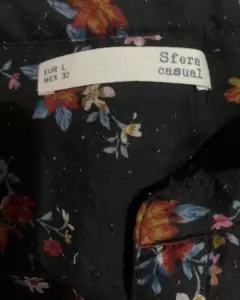 Sfera
casual
EUR L
MEX 32